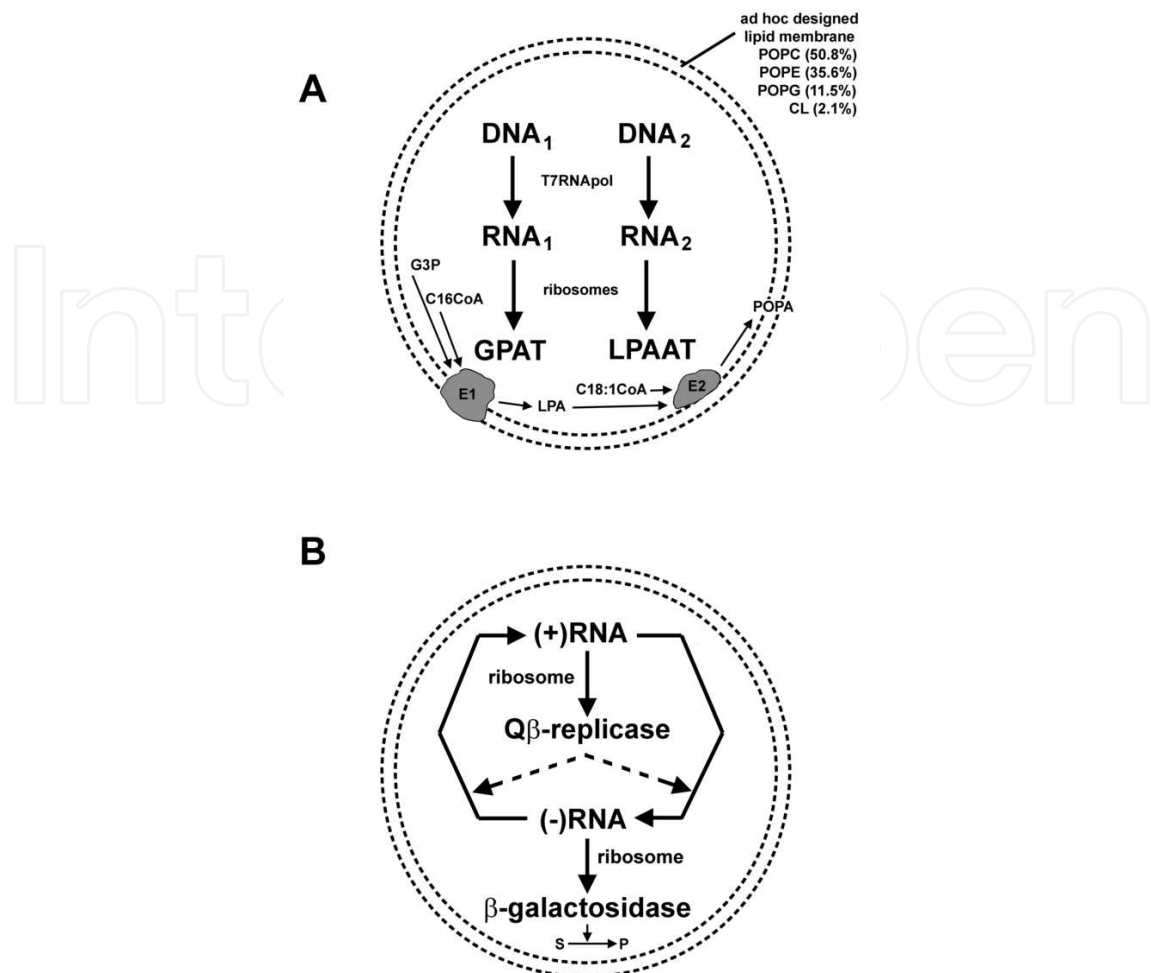 ad hoc designed
lipid membrane
POPC (50.8%)
POPE (35.6%)
POPG (11.5%)
CL (2.1%)
A
DNA1 DNA2
T7RNApol
RNA1 RNA2
G3P
C16CoA
ribosomes
POPA
GPAT LPAAT
E1 C18:1CoA E2
LPA
B
(+)RNA
ribosome
Qβ-replicase
(-)RNA
ribosome
β-galactosidase
S P